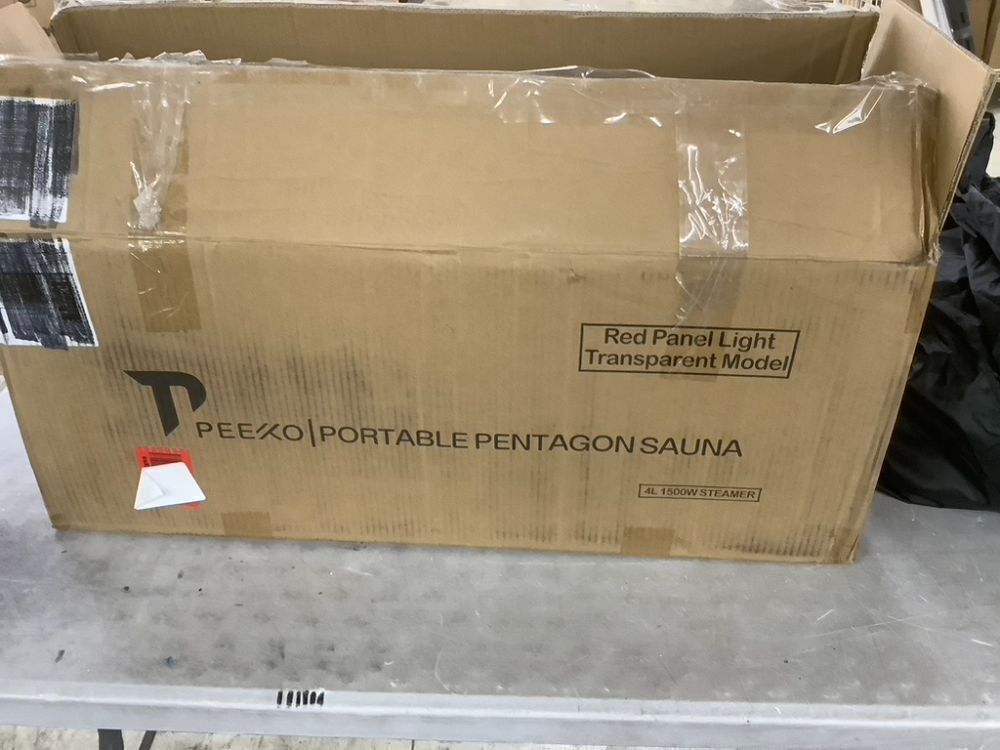 Red Panel Light
Transparent Model
PEEKO|PORTABLE PENTAGON SAUNA
4L 1500W STEAMER